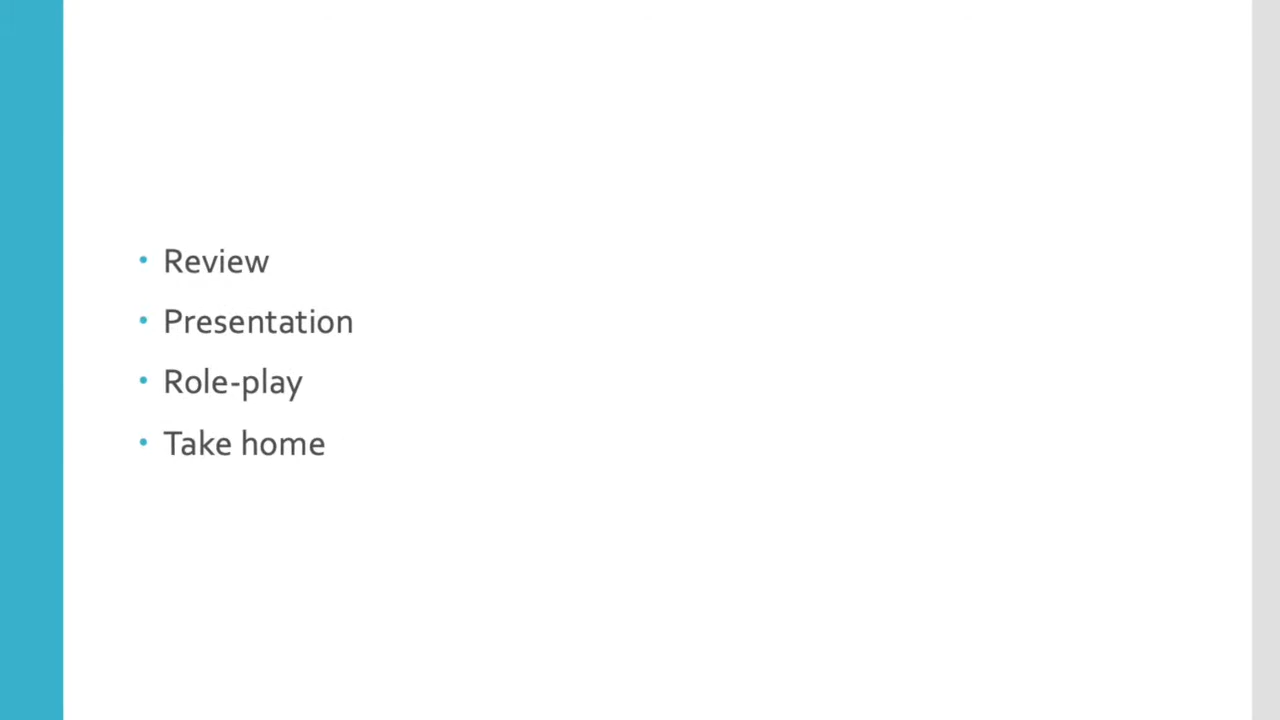 • Review
• Presentation
• Role-play
• Take home